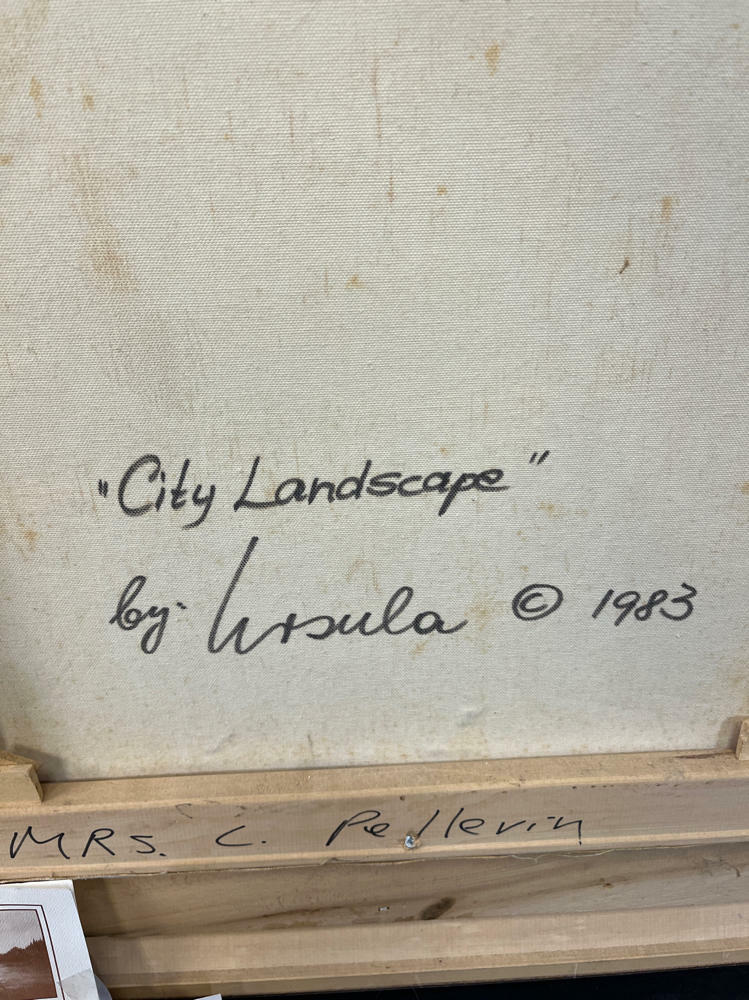 "City Landscape"
by: Ursula © 1983
MRS. C. Pellerin